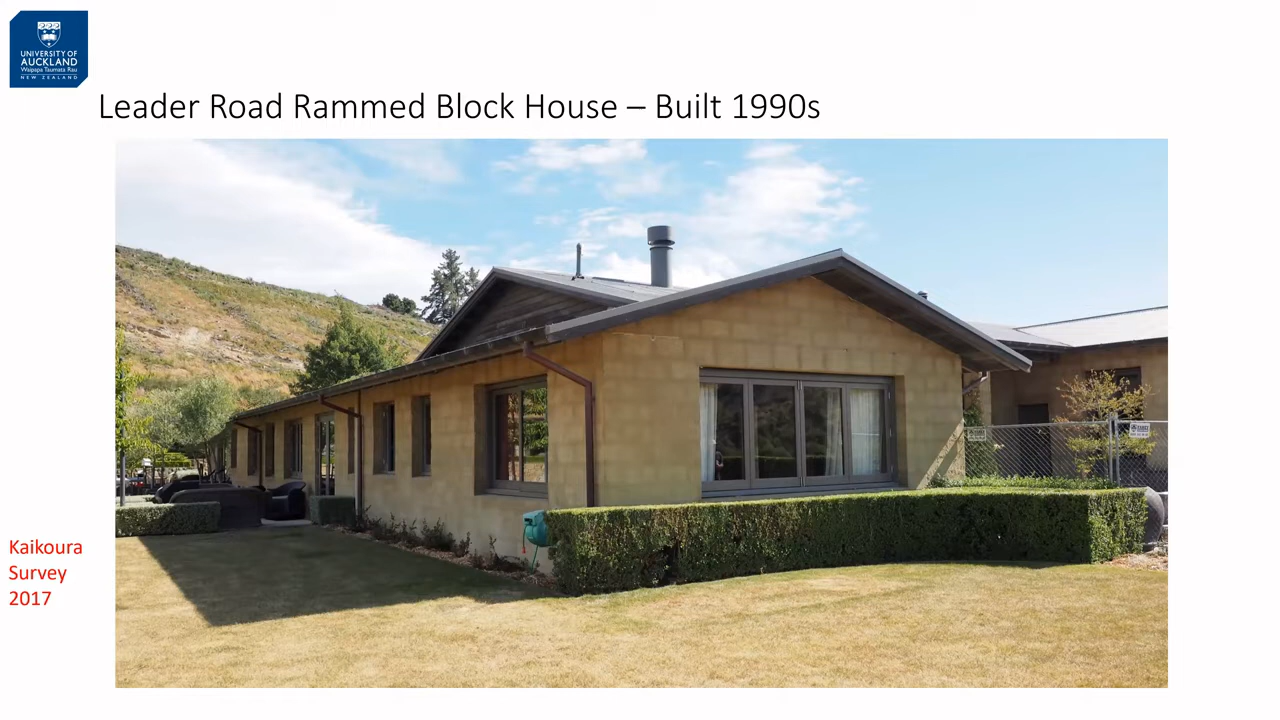 UNIVERSITY OF
AUCKLAND
Waipapa Taumata Rau
NEW ZEALAND
Leader Road Rammed Block House – Built 1990s
Kaikoura
Survey
2017